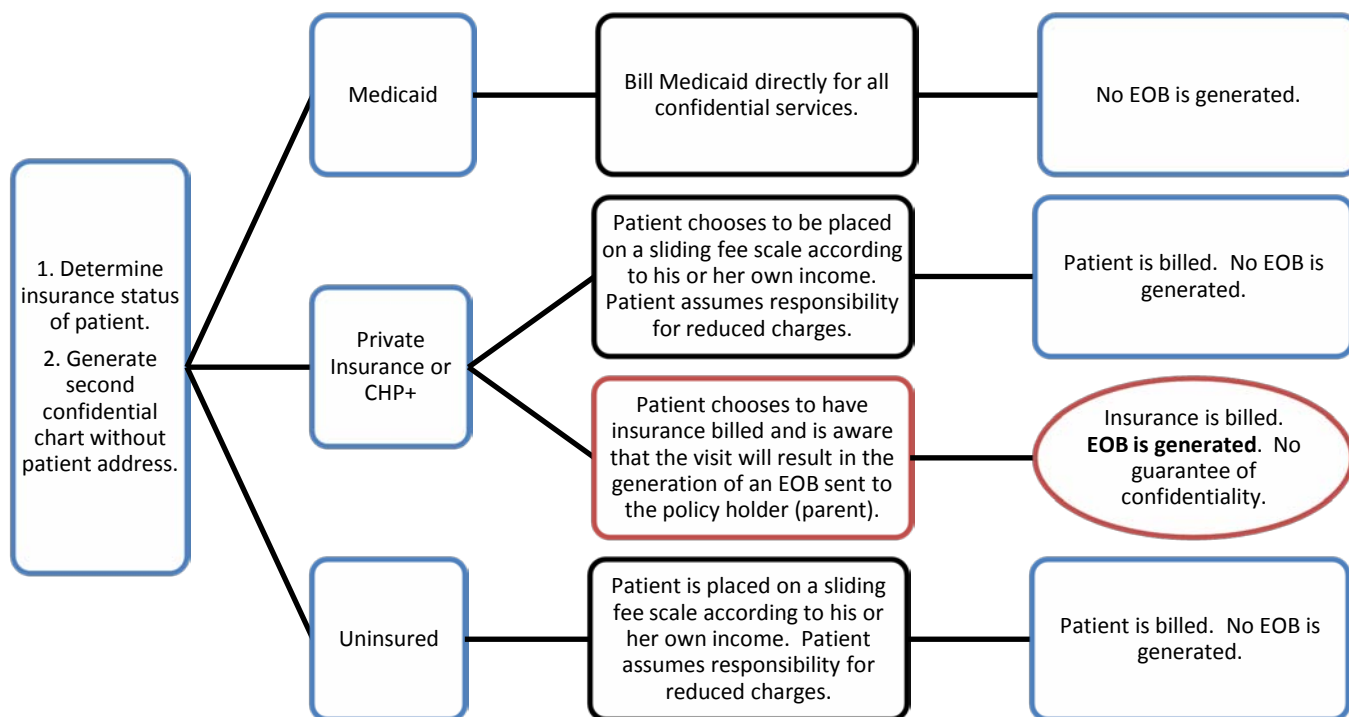 1. Determine
insurance status
of patient.
2. Generate
second
confidential
chart without
patient address.
Medicaid
Bill Medicaid directly for all
confidential services.
No EOB is generated.
Private
Insurance or
CHP+
Patient chooses to be placed
on a sliding fee scale according
to his or her own income.
Patient assumes responsibility
for reduced charges.
Patient is billed.  No EOB is
generated.
Patient chooses to have
insurance billed and is aware
that the visit will result in the
generation of an EOB sent to
the policy holder (parent).
Insurance is billed.
EOB is generated.  No
guarantee of
confidentiality.
Uninsured
Patient is placed on a sliding
fee scale according to his or
her own income.  Patient
assumes responsibility for
reduced charges.
Patient is billed.  No EOB is
generated.